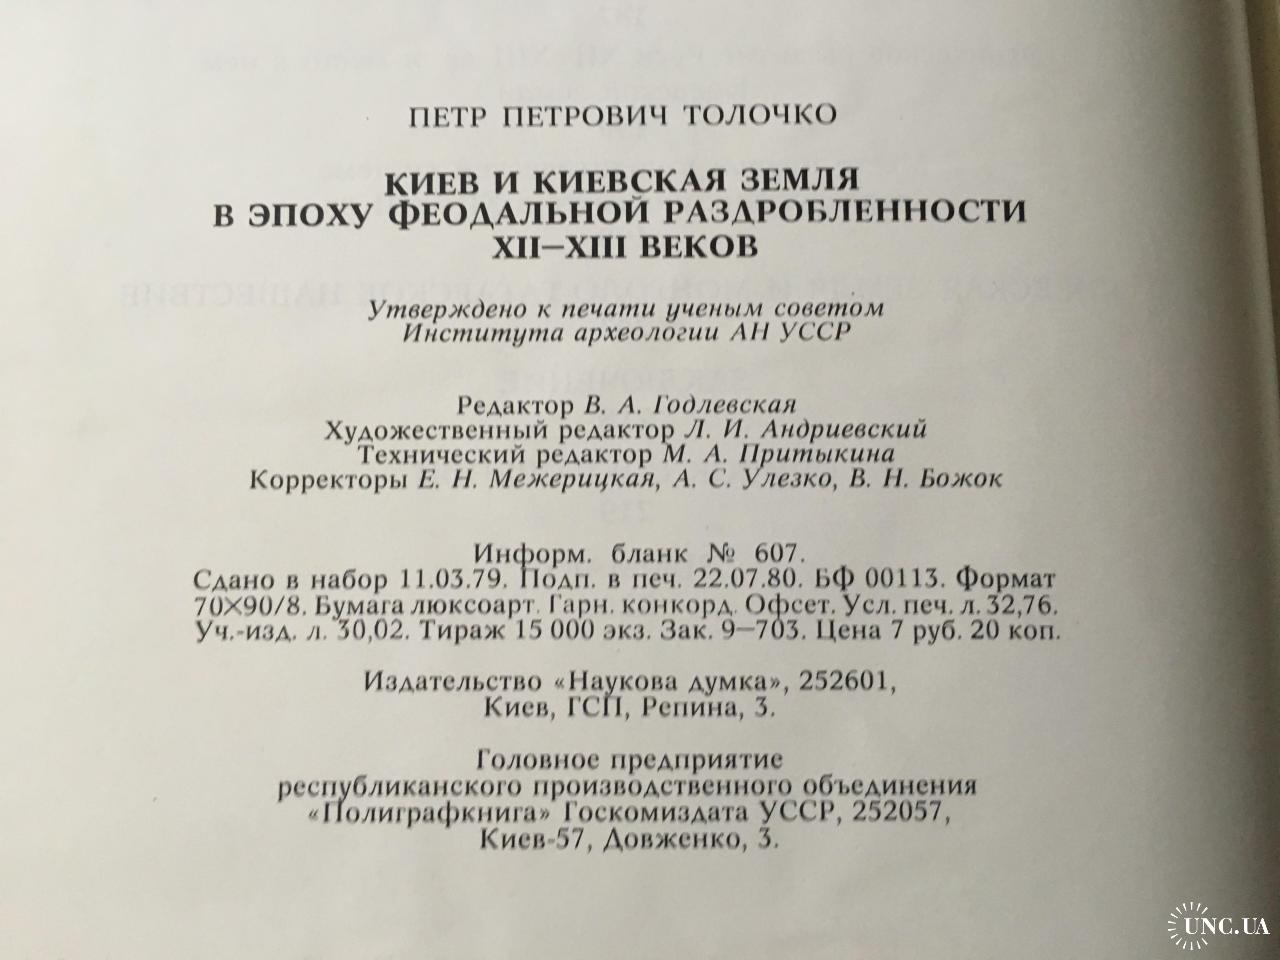 ПЕТР ПЕТРОВИЧ ТОЛОЧКО
КИЕВ И КИЕВСКАЯ ЗЕМЛЯ
В ЭПОХУ ФЕОДАЛЬНОЙ РАЗДРОБЛЕННОСТИ
XII—XIII ВЕКОВ
Утверждено к печати ученым советом
Института археологии АН УССР
Редактор В. А. Годлевская
Художественный редактор Л. И. Андриевский
Технический редактор М. А. Притыкина
Корректоры Е. Н. Межерицкая, А. С. Улезко, В. Н. Божок
Информ. бланк № 607.
Сдано в набор 11.03.79. Подп. в печ. 22.07.80. БФ 00113. Формат
70×90/8. Бумага люксоарт. Гарн. конкорд. Офсет. Усл. печ. л. 32,76.
Уч.-изд. л. 30,02. Тираж 15 000 экз. Зак. 9—703. Цена 7 руб. 20 коп.
Издательство «Наукова думка», 252601,
Киев, ГСП, Репина, 3.
Головное предприятие
республиканского производственного объединения
«Полиграфкнига» Госкомиздата УССР, 252057,
Киев-57, Довженко, 3.
UNC.UA